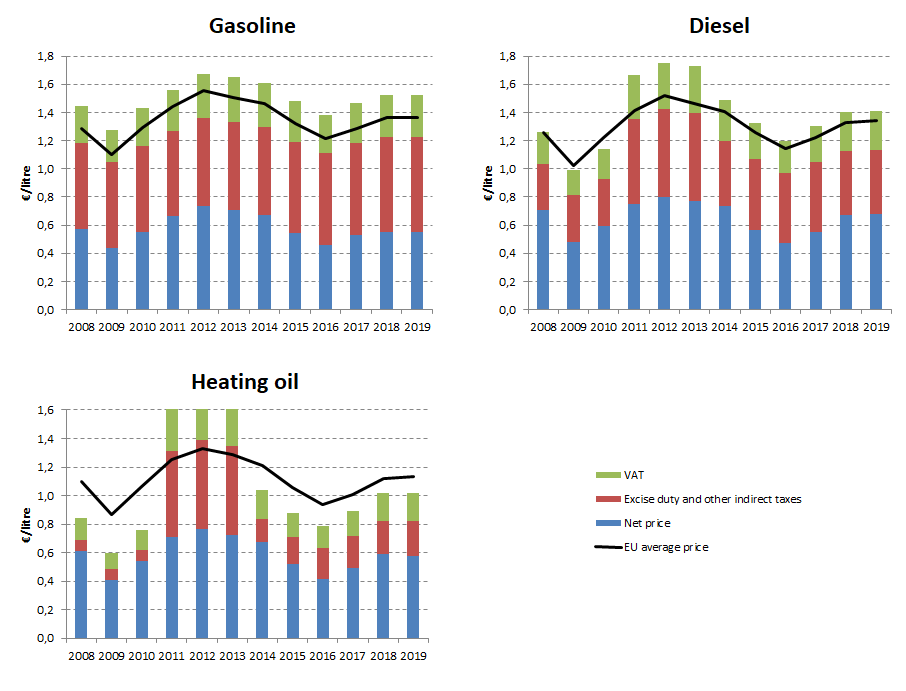 Gasoline
€/litre
1,8
1,6
1,4
1,2
1,0
0,8
0,6
0,4
0,2
0,0
2008 2009 2010 2011 2012 2013 2014 2015 2016 2017 2018 2019
Diesel
€/litre
1,8
1,6
1,4
1,2
1,0
0,8
0,6
0,4
0,2
0,0
2008 2009 2010 2011 2012 2013 2014 2015 2016 2017 2018 2019
Heating oil
€/litre
1,6
1,4
1,2
1,0
0,8
0,6
0,4
0,2
0,0
2008 2009 2010 2011 2012 2013 2014 2015 2016 2017 2018 2019
VAT
Excise duty and other indirect taxes
Net price
EU average price